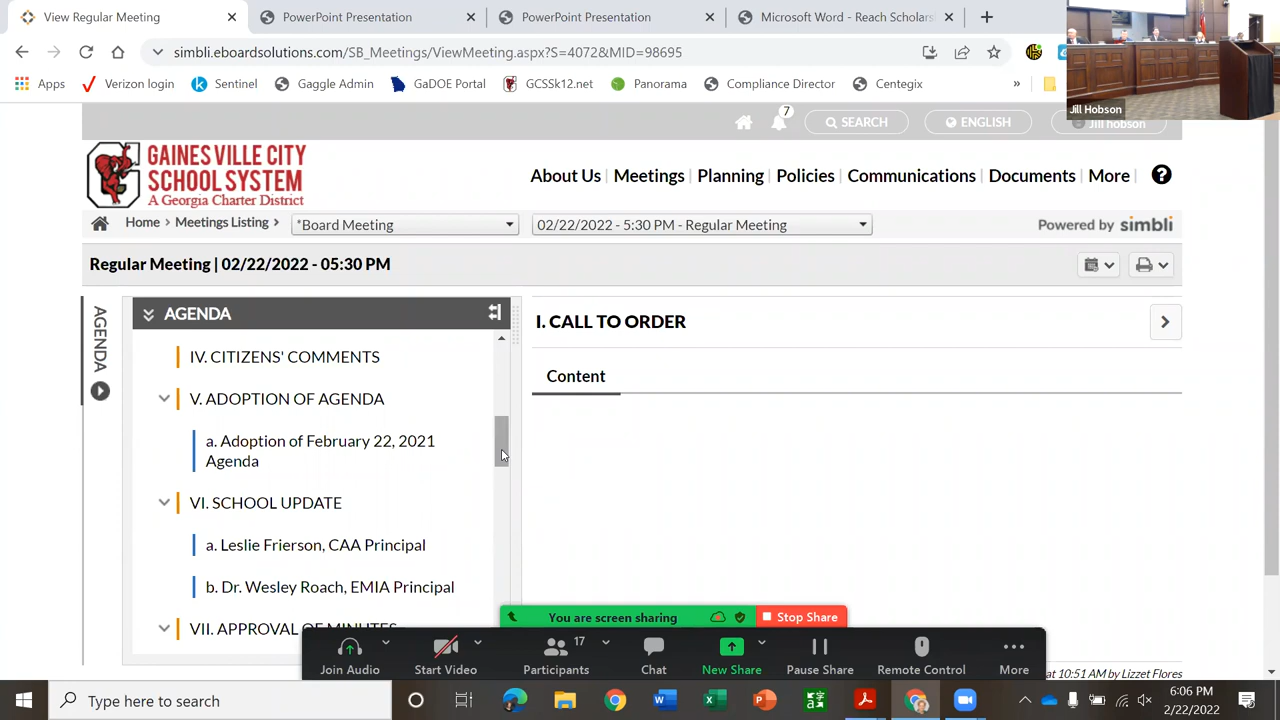 View Regular Meeting
PowerPoint Presentation
PowerPoint Presentation
Microsoft Word - Reach Scholars
simbli.eboardsolutions.com/SB_Meetings/ViewMeeting.aspx?S=4072&MID=98695
Apps
Verizon login
Sentinel
Gaggle Admin
GaDOE Portal
GCSSk12.net
Panorama
Compliance Director
Centegix
»
Jill Hobson
7
SEARCH
ENGLISH
Jill hobson
GAINESVILLE CITY
SCHOOL SYSTEM
A Georgia Charter District
About Us
Meetings
Planning
Policies
Communications
Documents
More
?
Home
Meetings Listing
*Board Meeting
02/22/2022 - 5:30 PM - Regular Meeting
Powered by simbli
Regular Meeting | 02/22/2022 - 05:30 PM
AGENDA
AGENDA
IV. CITIZENS' COMMENTS
V. ADOPTION OF AGENDA
a. Adoption of February 22, 2021
Agenda
VI. SCHOOL UPDATE
a. Leslie Frierson, CAA Principal
b. Dr. Wesley Roach, EMIA Principal
VII. APPROVAL OF MINUTES
I. CALL TO ORDER
Content
You are screen sharing
Stop Share
Join Audio
Start Video
17
Participants
Chat
New Share
Pause Share
Remote Control
More
at 10:51 AM by Lizzet Flores
Type here to search
6:06 PM
2/22/2022